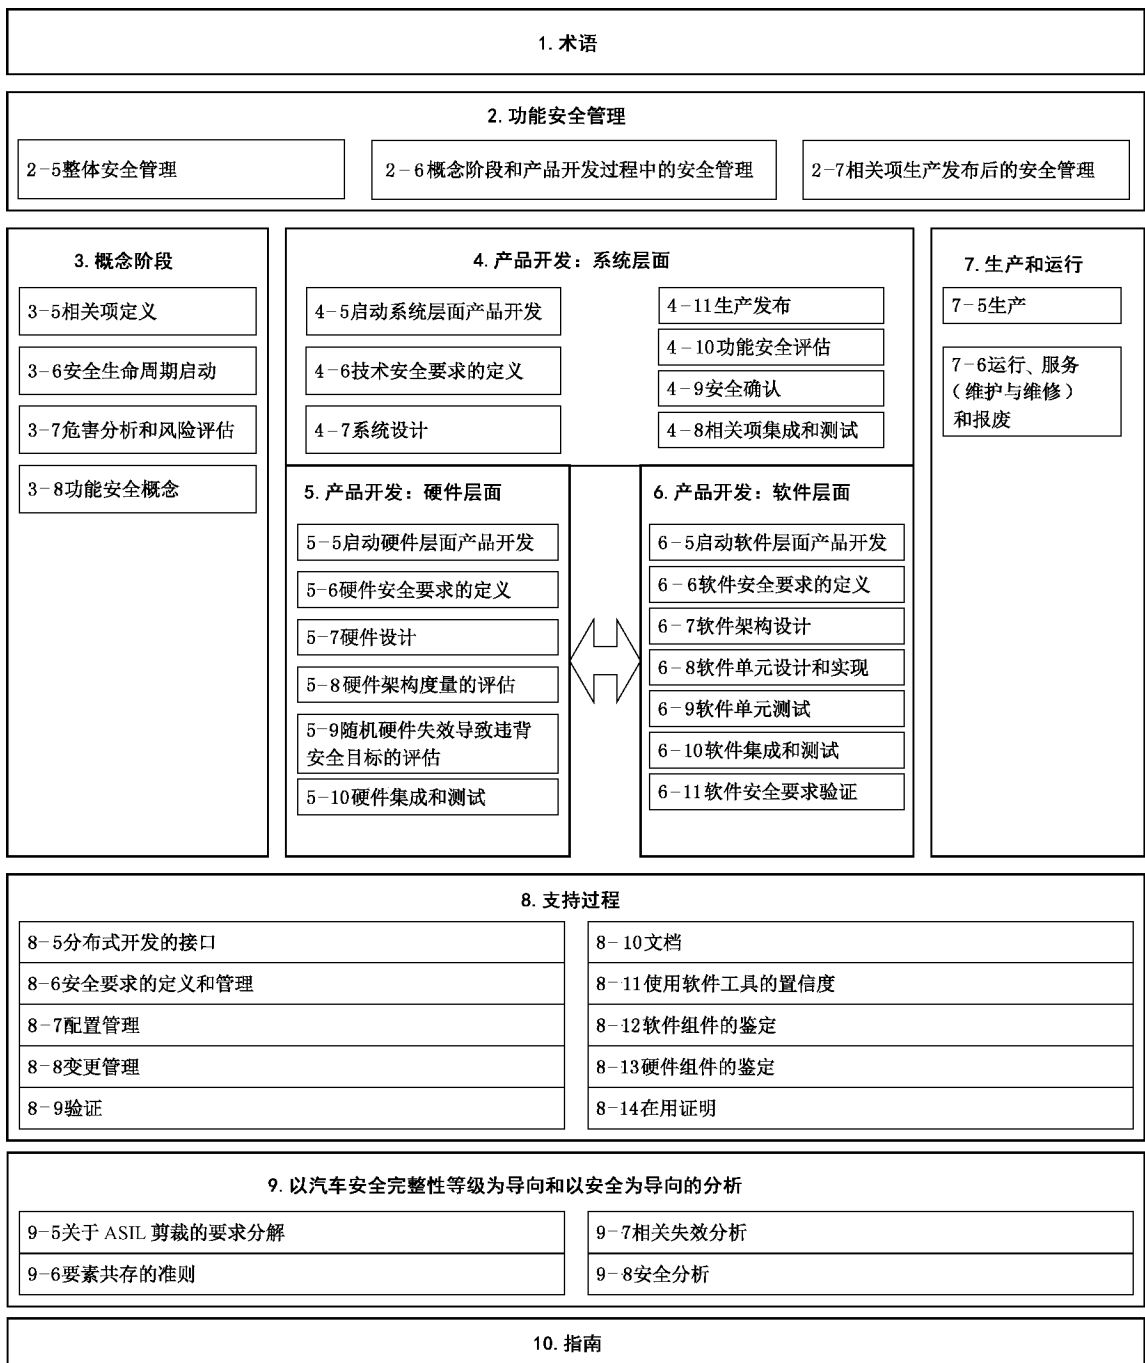 1. 术语
2. 功能安全管理
2-5整体安全管理
2-6概念阶段和产品开发过程中的安全管理
2-7相关项生产发布后的安全管理
3. 概念阶段
3-5相关项定义
3-6安全生命周期启动
3-7危害分析和风险评估
3-8功能安全概念
4. 产品开发：系统层面
4-5启动系统层面产品开发
4-6技术安全要求的定义
4-7系统设计
4-11生产发布
4-10功能安全评估
4-9安全确认
4-8相关项集成和测试
5. 产品开发：硬件层面
5-5启动硬件层面产品开发
5-6硬件安全要求的定义
5-7硬件设计
5-8硬件架构度量的评估
5-9随机硬件失效导致违背
安全目标的评估
5-10硬件集成和测试
6. 产品开发：软件层面
6-5启动软件层面产品开发
6-6软件安全要求的定义
6-7软件架构设计
6-8软件单元设计和实现
6-9软件单元测试
6-10软件集成和测试
6-11软件安全要求验证
7. 生产和运行
7-5生产
7-6运行、服务
（维护与维修）
和报废
8. 支持过程
8-5分布式开发的接口
8-6安全要求的定义和管理
8-7配置管理
8-8变更管理
8-9验证
8-10文档
8-11使用软件工具的置信度
8-12软件组件的鉴定
8-13硬件组件的鉴定
8-14在用证明
9. 以汽车安全完整性等级为导向和以安全为导向的分析
9-5关于 ASIL 剪裁的要求分解
9-6要素共存的准则
9-7相关失效分析
9-8安全分析
10. 指南